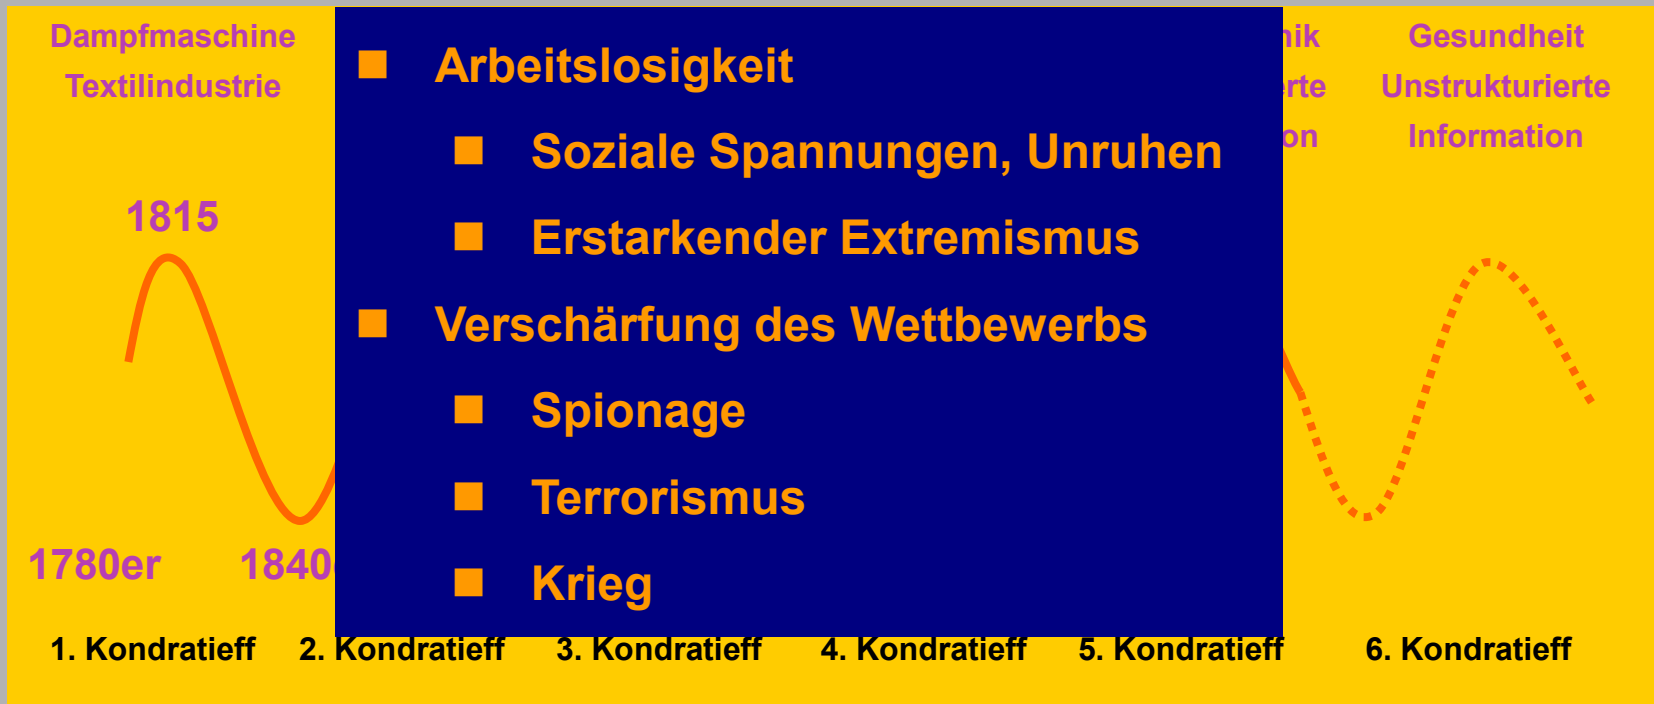 Dampfmaschine
Textilindustrie
Gesundheit
Unstrukturierte
Information
Arbeitslosigkeit
Soziale Spannungen, Unruhen
Erstarkender Extremismus
Verschärfung des Wettbewerbs
Spionage
Terrorismus
Krieg
1815
1780er
1840
1. Kondratieff
2. Kondratieff
3. Kondratieff
4. Kondratieff
5. Kondratieff
6. Kondratieff